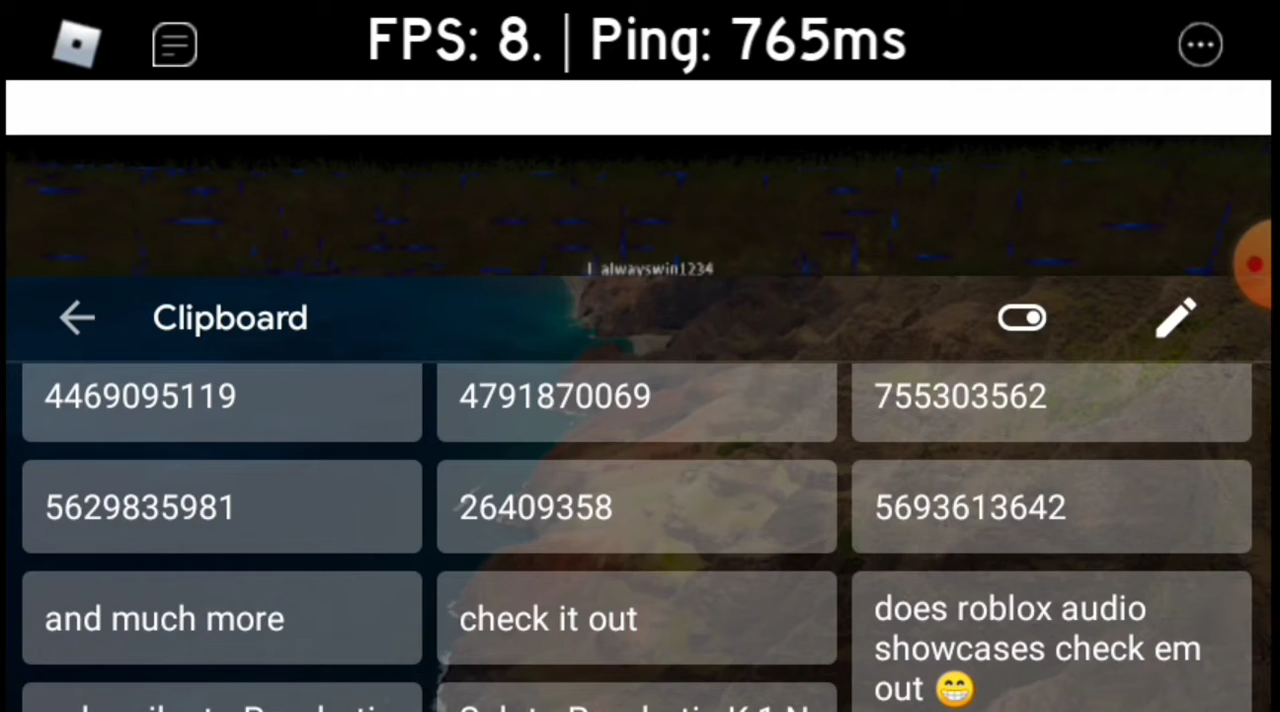 FPS: 8. | Ping: 765ms
I_alwayswin1234
Clipboard
4469095119
4791870069
755303562
5629835981
26409358
5693613642
and much more
check it out
does roblox audio
showcases check em
out 😁